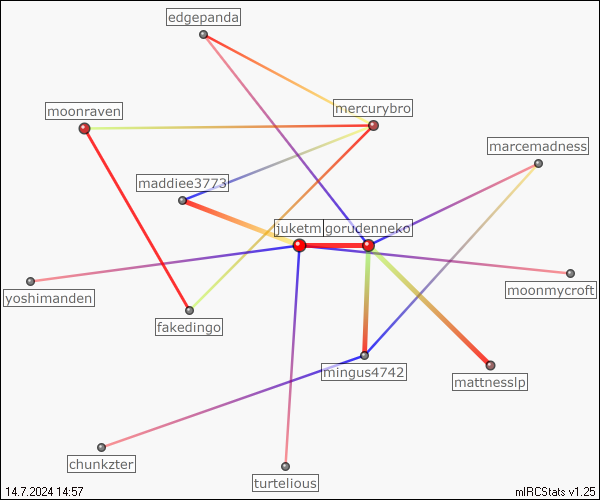 edgepanda
moonraven
mercurybro
marcemadness
maddiee3773
juketm
gorudenneko
yoshimanden
moonmycroft
fakedingo
mingus4742
mattnesslp
chunkzter
turtelious
14.7.2024 14:57
mIRCStats v1.25